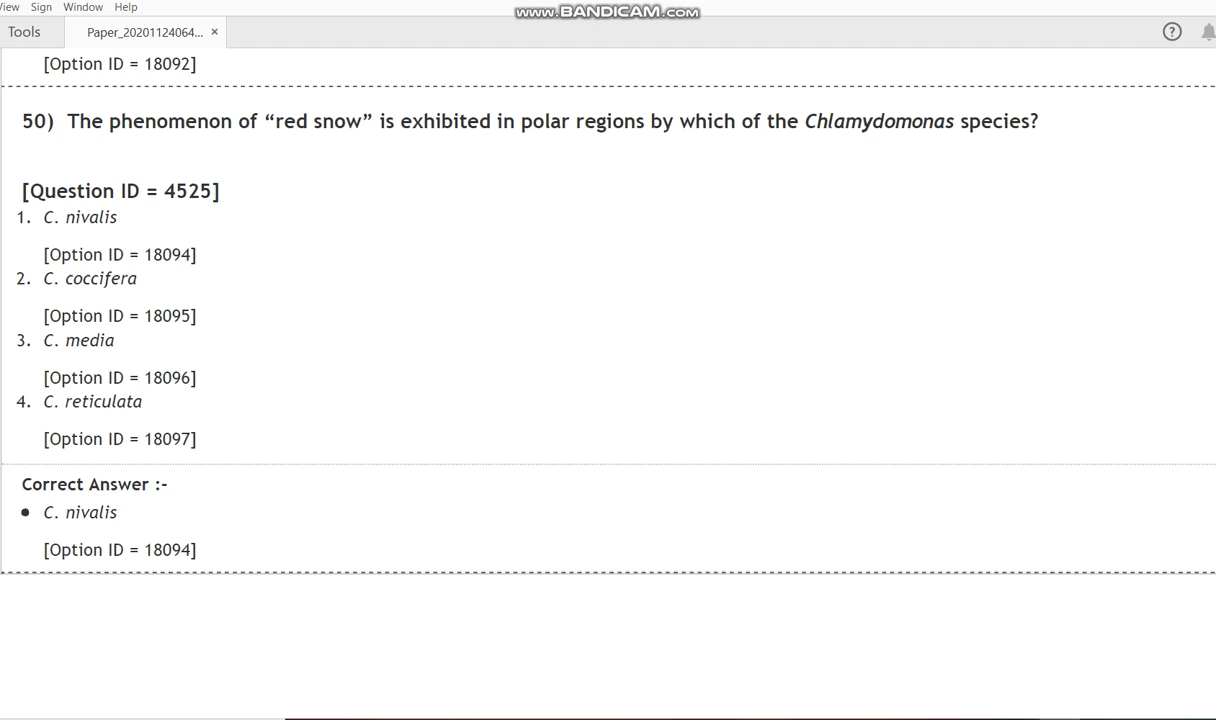 View Sign Window Help
www.BANDICAM.com
Tools
Paper_20201124064... ×
?
[Option ID = 18092]
50) The phenomenon of “red snow” is exhibited in polar regions by which of the Chlamydomonas species?
[Question ID = 4525]
1. C. nivalis
[Option ID = 18094]
2. C. coccifera
[Option ID = 18095]
3. C. media
[Option ID = 18096]
4. C. reticulata
[Option ID = 18097]
Correct Answer :-
• C. nivalis
[Option ID = 18094]